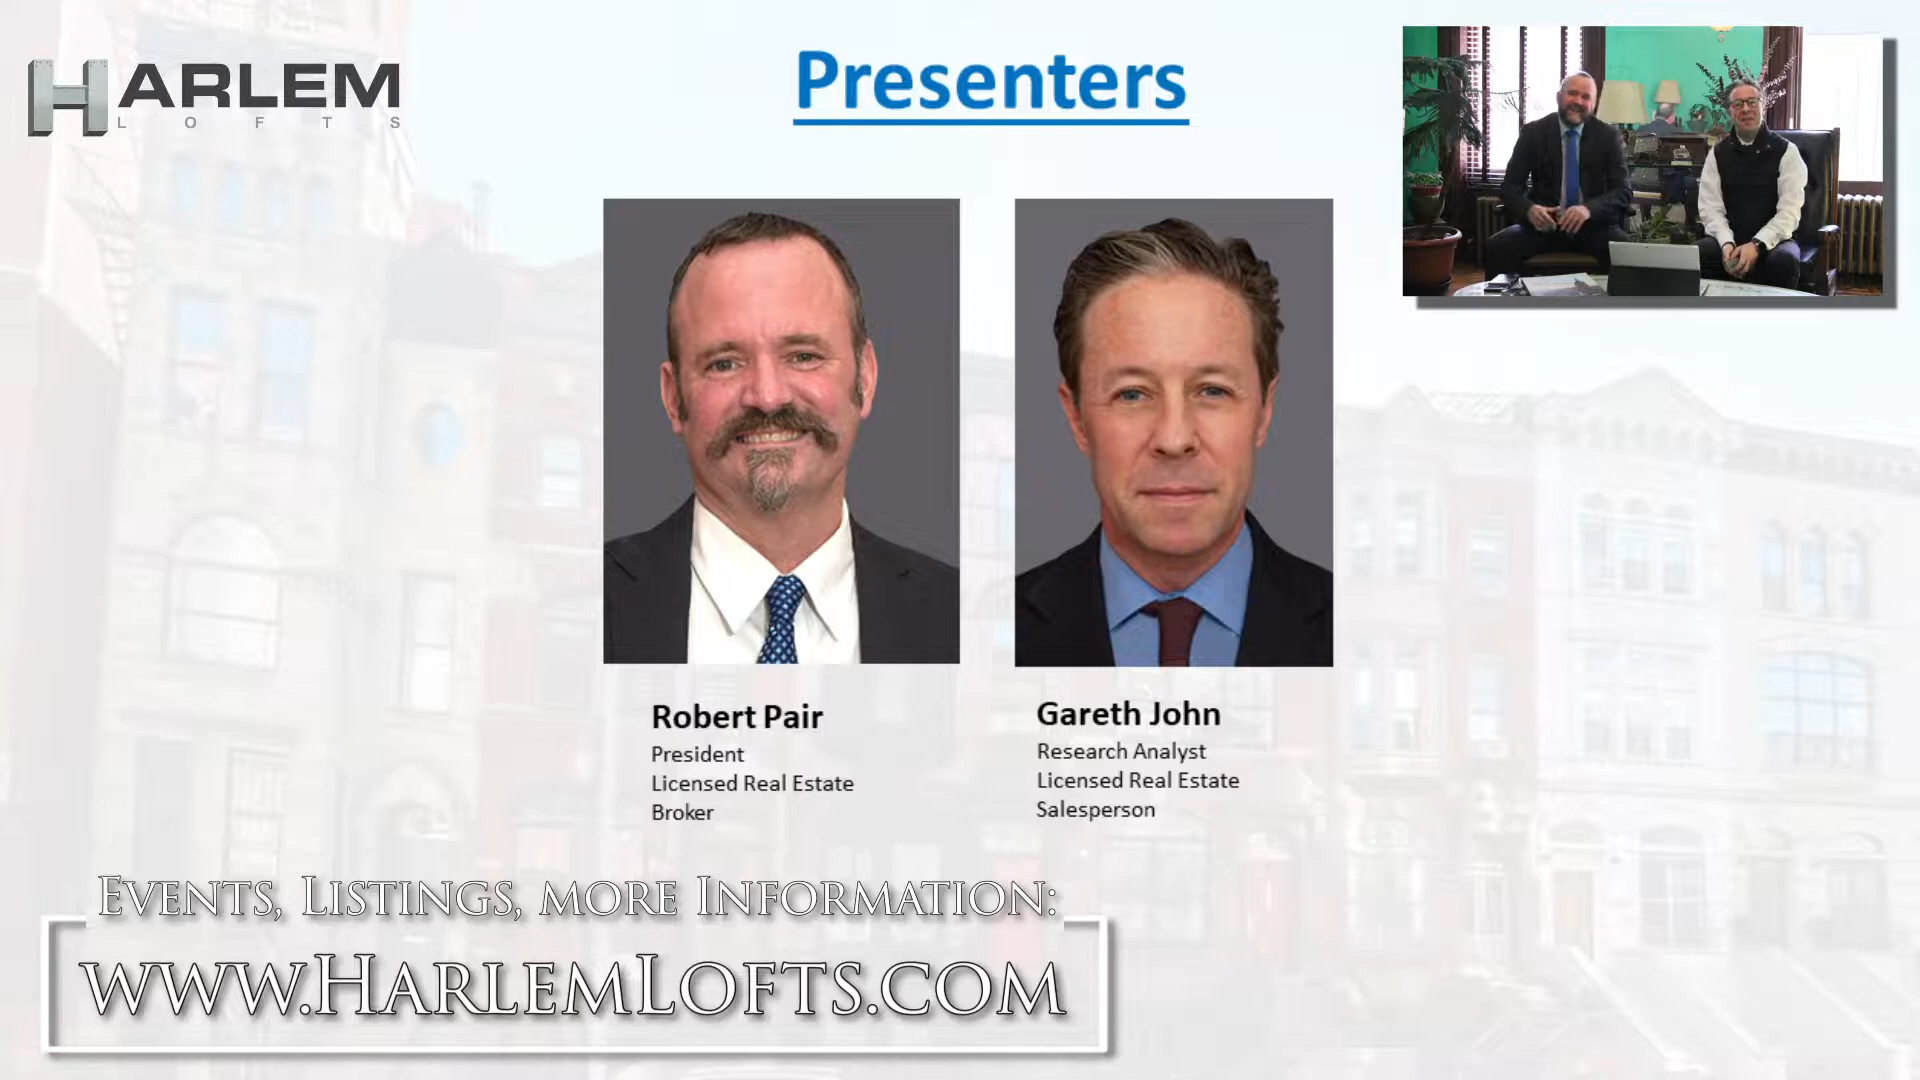 HARLEM
LOFTS
Presenters
Robert Pair
President
Licensed Real Estate
Broker
Gareth John
Research Analyst
Licensed Real Estate
Salesperson
Events, Listings, more Information:
www.HarlemLofts.com